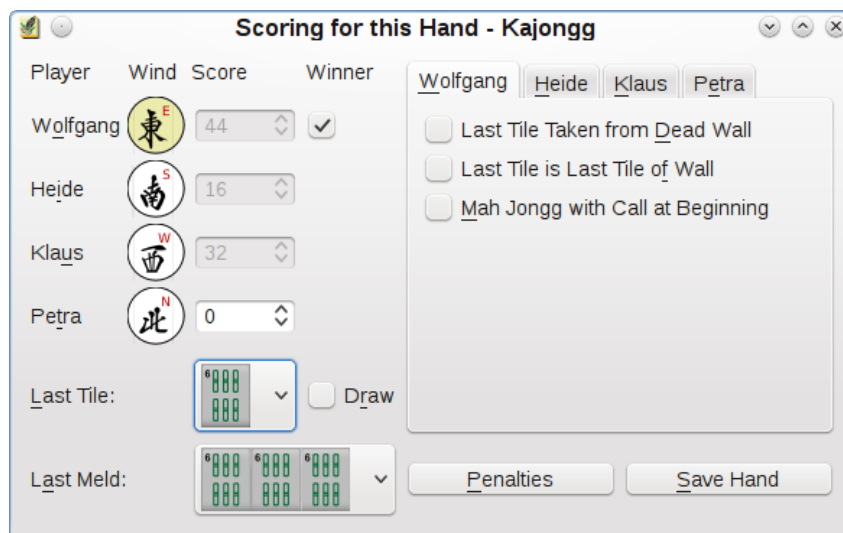 Scoring for this Hand - Kajongg
Player Wind Score Winner
Wolfgang 東 E 44
Heide 南 S 16
Klaus 西 W 32
Petra 北 N 0
Last Tile: 6 Draw
Last Meld: 6 6 6
Wolfgang Heide Klaus Petra
Last Tile Taken from Dead Wall
Last Tile is Last Tile of Wall
Mah Jongg with Call at Beginning
Penalties Save Hand